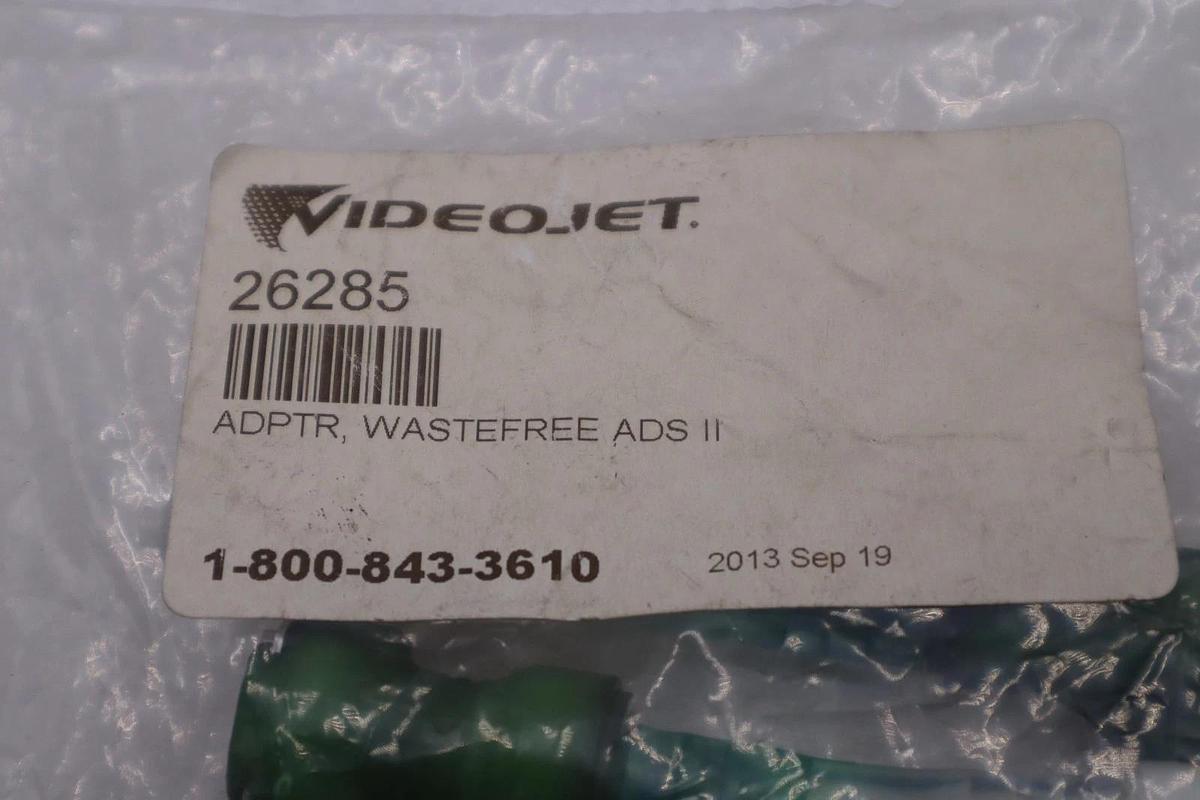 VIDEOJET®
26285
ADPTR, WASTEFREE ADS II
1-800-843-3610 2013 Sep 19